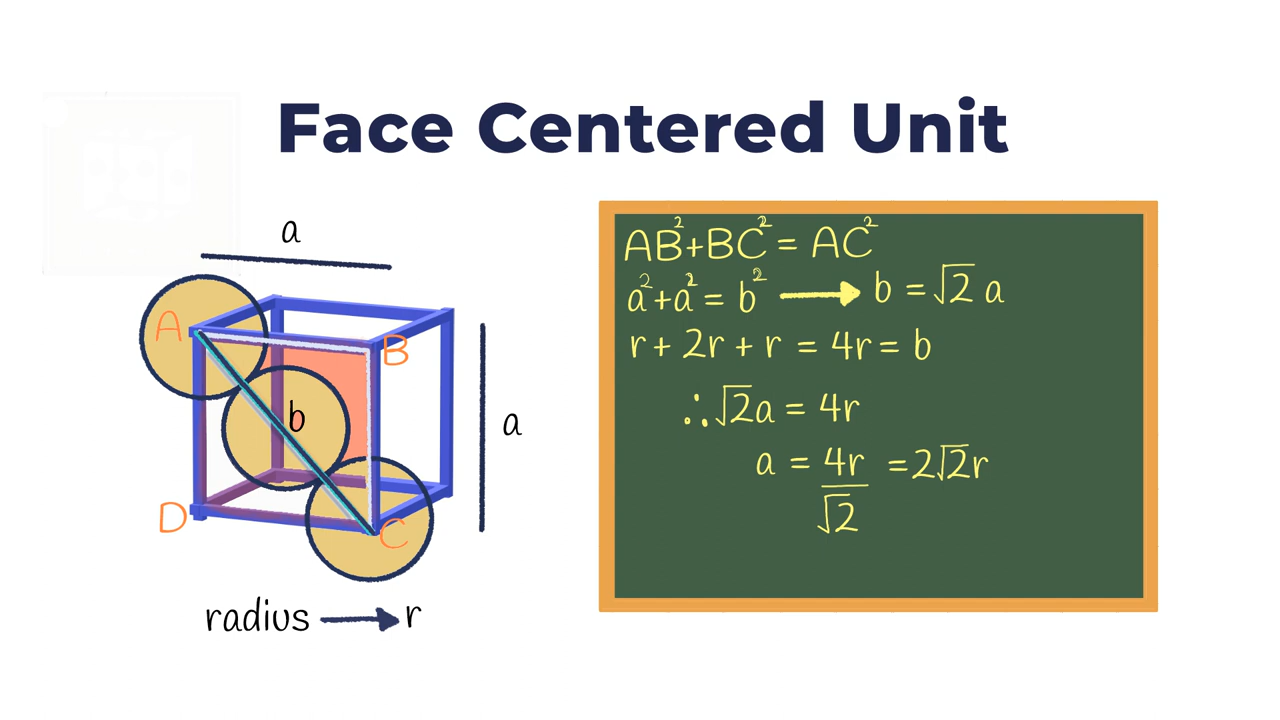 Face Centered Unit
a
A
B
b
a
D
C
radius → r
AB²+BC² = AC²
a²+a² = b² → b = √2 a
r + 2r + r = 4r = b
∴ √2a = 4r
a = 4r/√2 = 2√2r